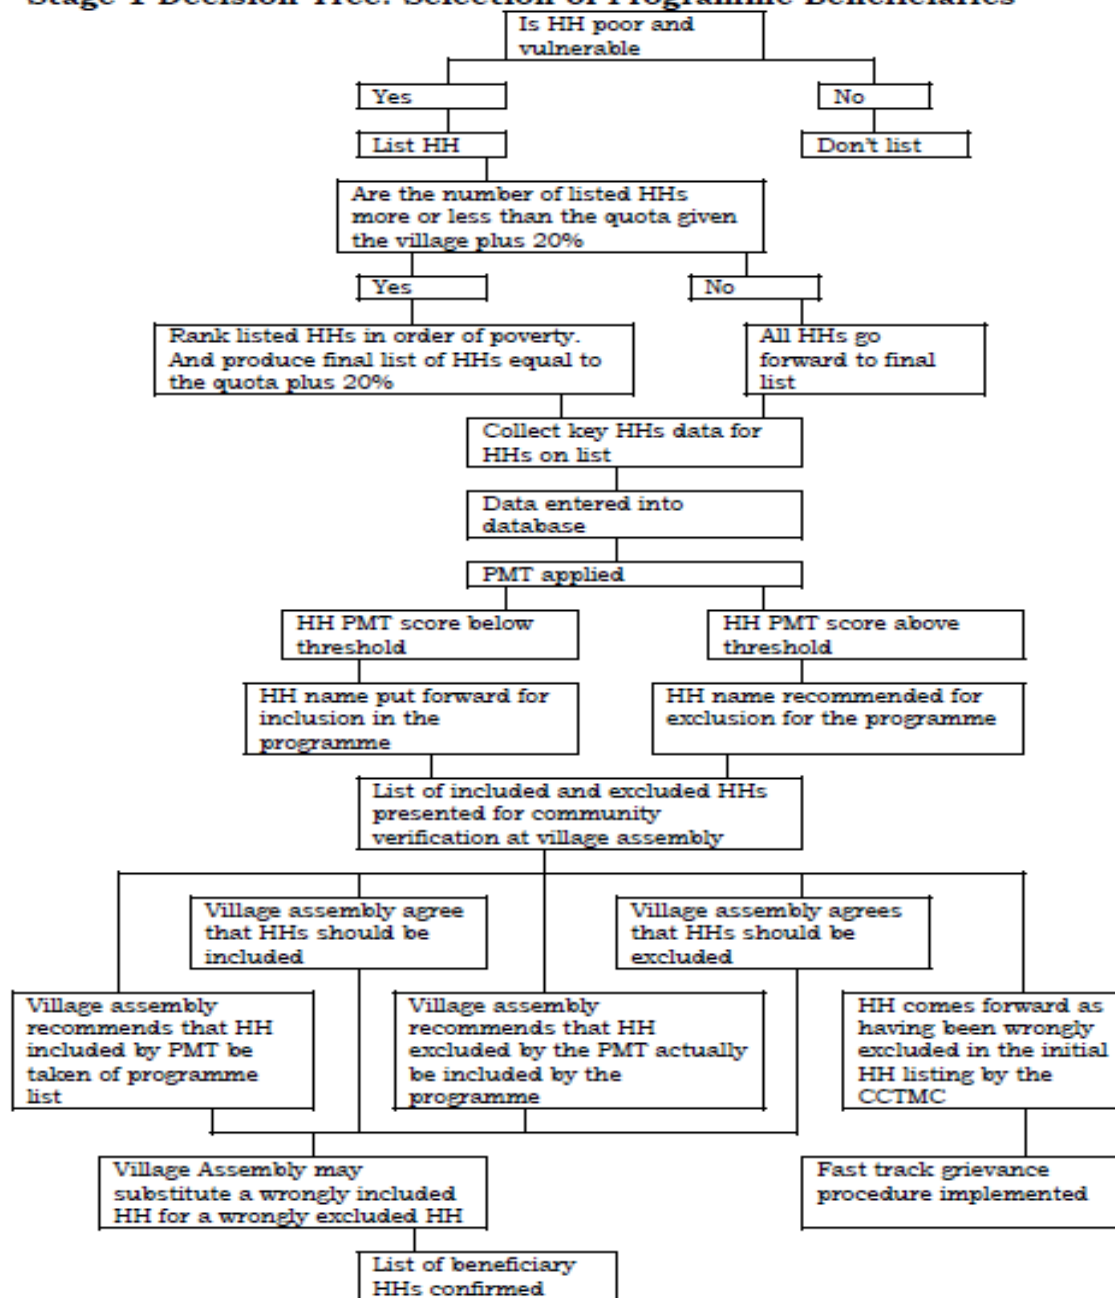 Stage 1 Decision Tree: Selection of Programme Beneficiaries
Is HH poor and
vulnerable
Yes
No
List HH
Don't list
Are the number of listed HHs
more or less than the quota given
the village plus 20%
Yes
No
Rank listed HHs in order of poverty.
And produce final list of HHs equal to
the quota plus 20%
All HHs go
forward to final
list
Collect key HHs data for
HHs on list
Data entered into
database
PMT applied
HH PMT score below
threshold
HH PMT score above
threshold
HH name put forward for
inclusion in the
programme
HH name recommended for
exclusion for the programme
List of included and excluded HHs
presented for community
verification at village assembly
Village assembly agree
that HHs should be
included
Village assembly agrees
that HHs should be
excluded
Village assembly
recommends that HH
included by PMT be
taken of programme
list
Village assembly
recommends that HH
excluded by the PMT actually
be included by the
programme
HH comes forward as
having been wrongly
excluded in the initial
HH listing by the
CCTMC
Village Assembly may
substitute a wrongly included
HH for a wrongly excluded HH
Fast track grievance
procedure implemented
List of beneficiary
HHs confirmed